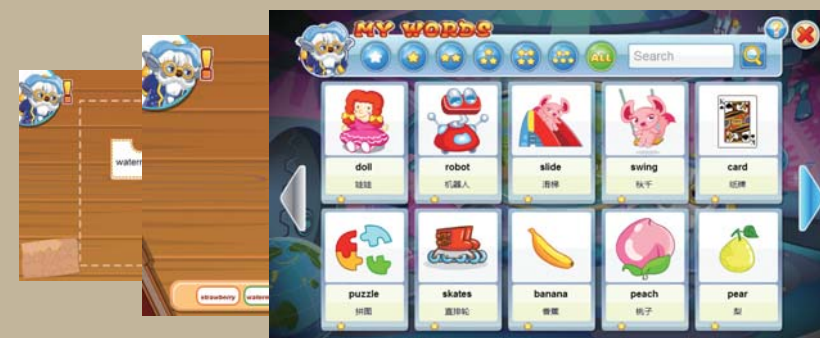 MY WORDS
ALL
Search
doll
娃娃
robot
机器人
slide
滑梯
swing
秋千
card
纸牌
puzzle
拼图
skates
直排轮
banana
香蕉
peach
桃子
pear
梨
strawberry